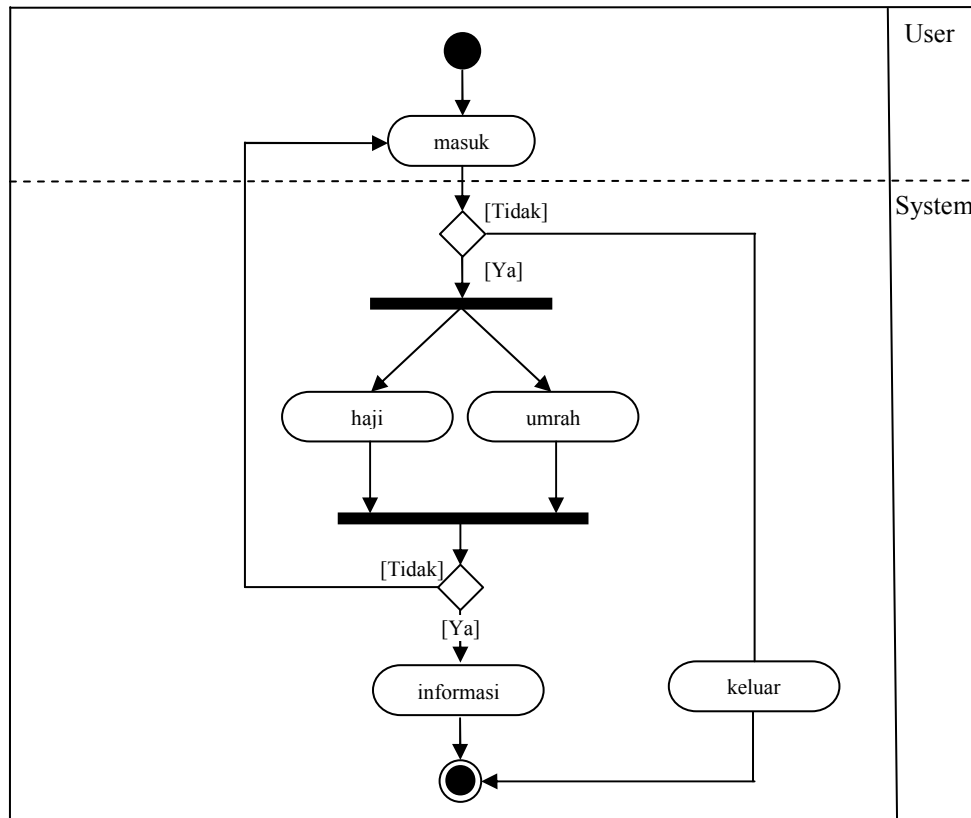 User
masuk
System
[Tidak]
[Ya]
haji
umrah
[Tidak]
[Ya]
informasi
keluar